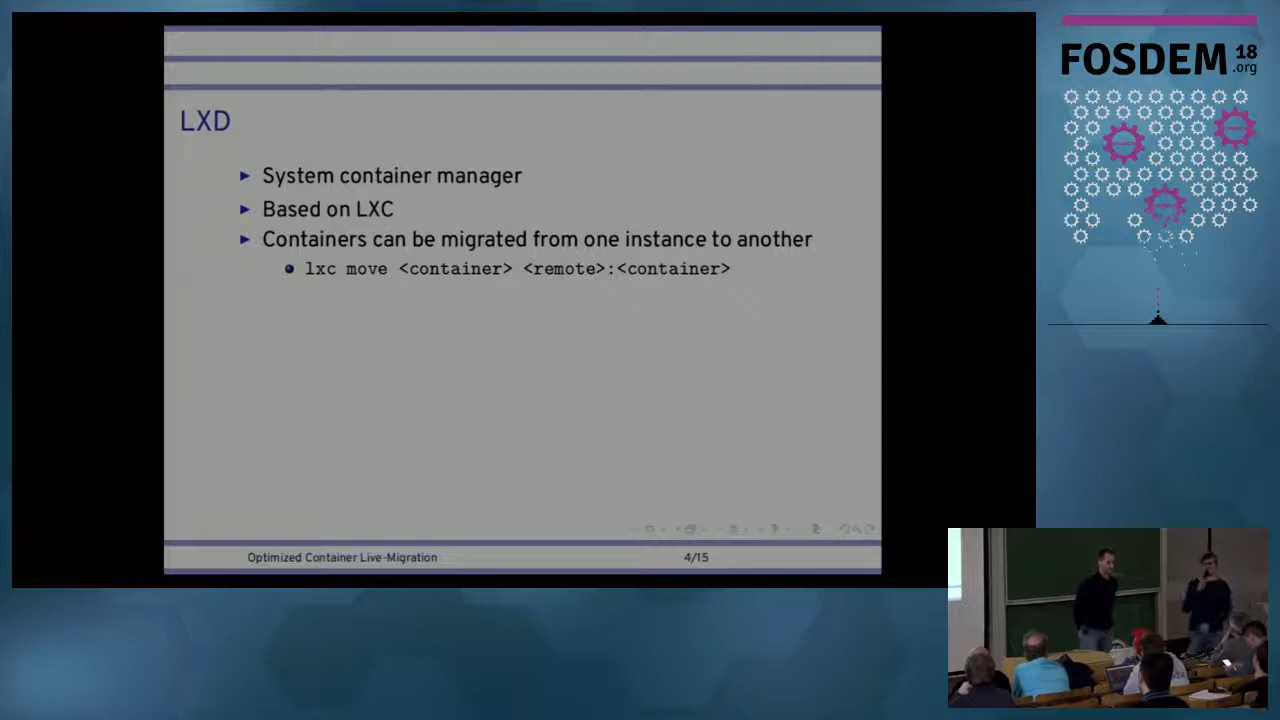 LXD
System container manager
Based on LXC
Containers can be migrated from one instance to another
lxc move <container> <remote>:<container>
Optimized Container Live-Migration
4/15
FOSDEM 18
.org